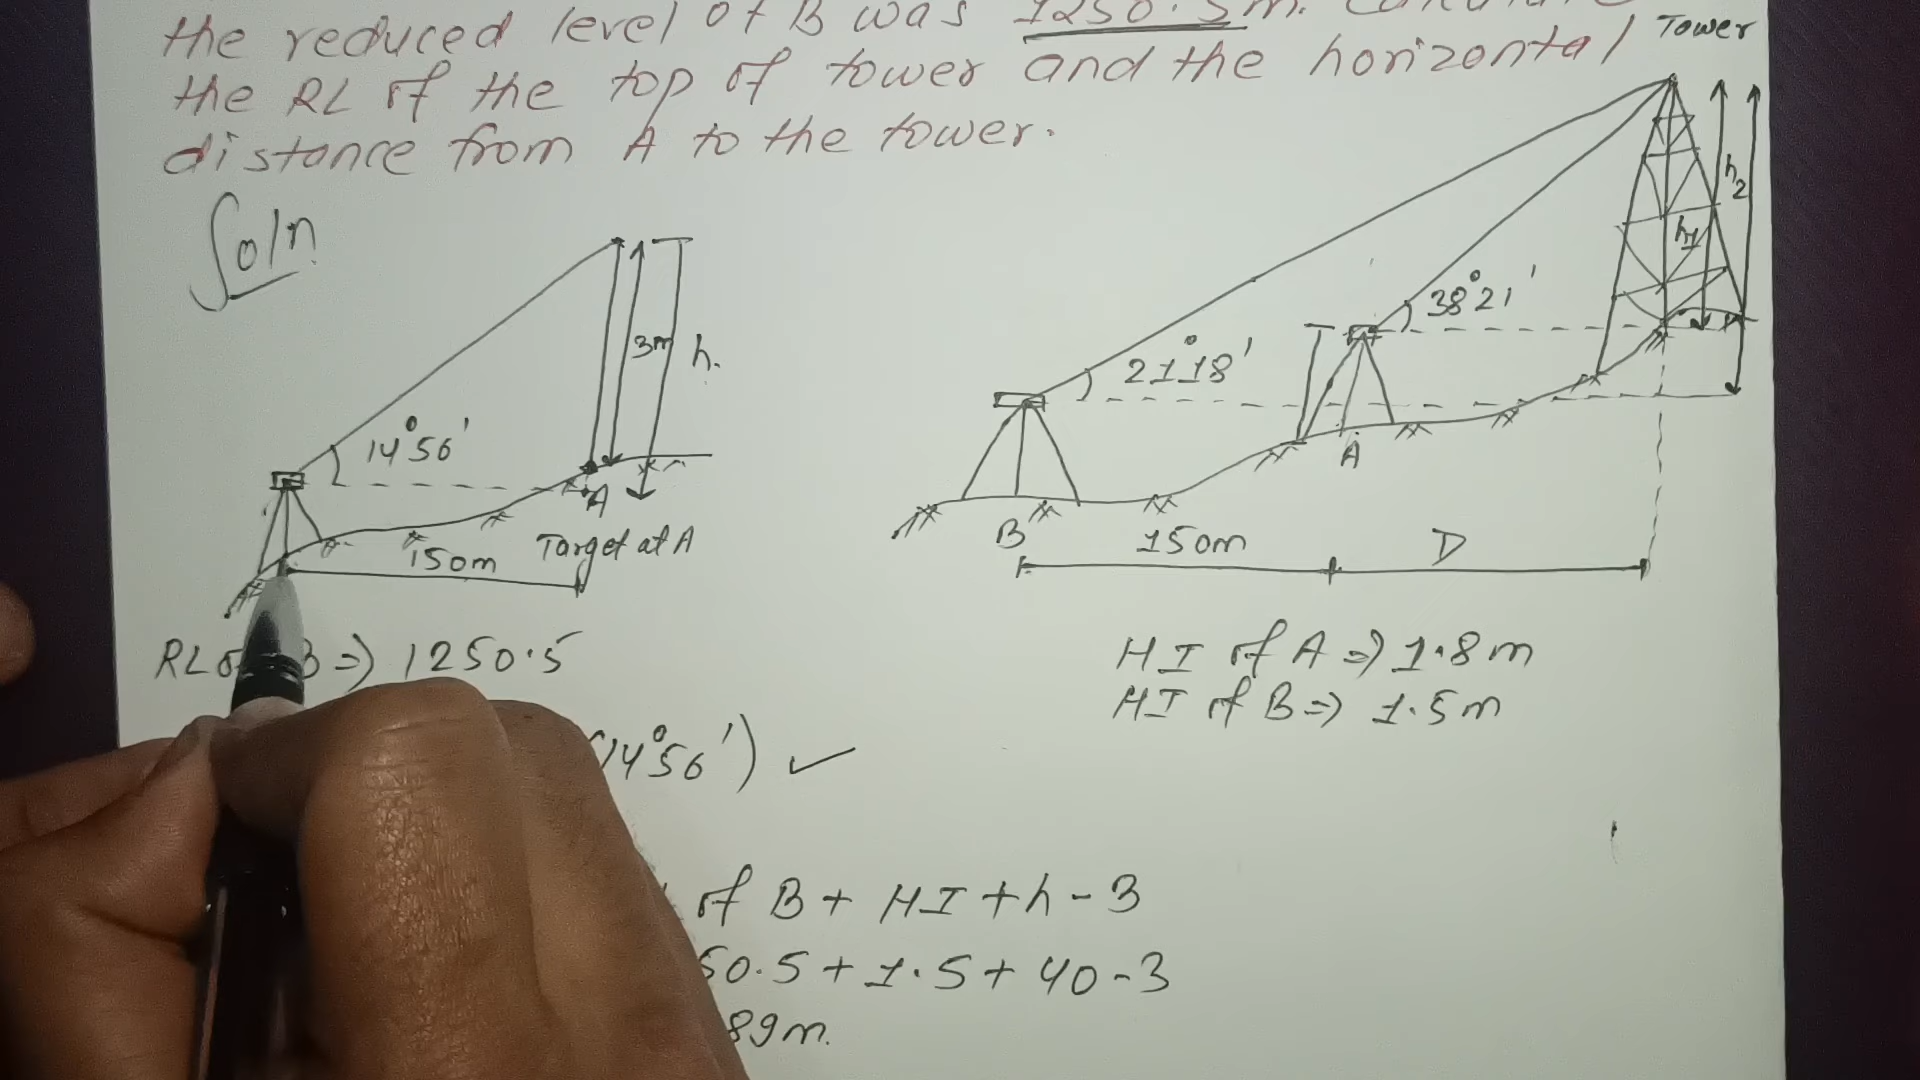 the reduced level of B was 1250.5m.
the RL of the top of tower and the horizontal
distance from A to the tower.
Tower
Soln
3m
h.
14°56'
A
Target at A
150m
h2
h1
38°21'
21°18'
A
B
150m
D
RL B => 1250.5
HI of A => 1.8m
HI of B => 1.5m
14°56') ✓
of B + HI + h - 3
50.5 + 1.5 + 40 - 3
89m.